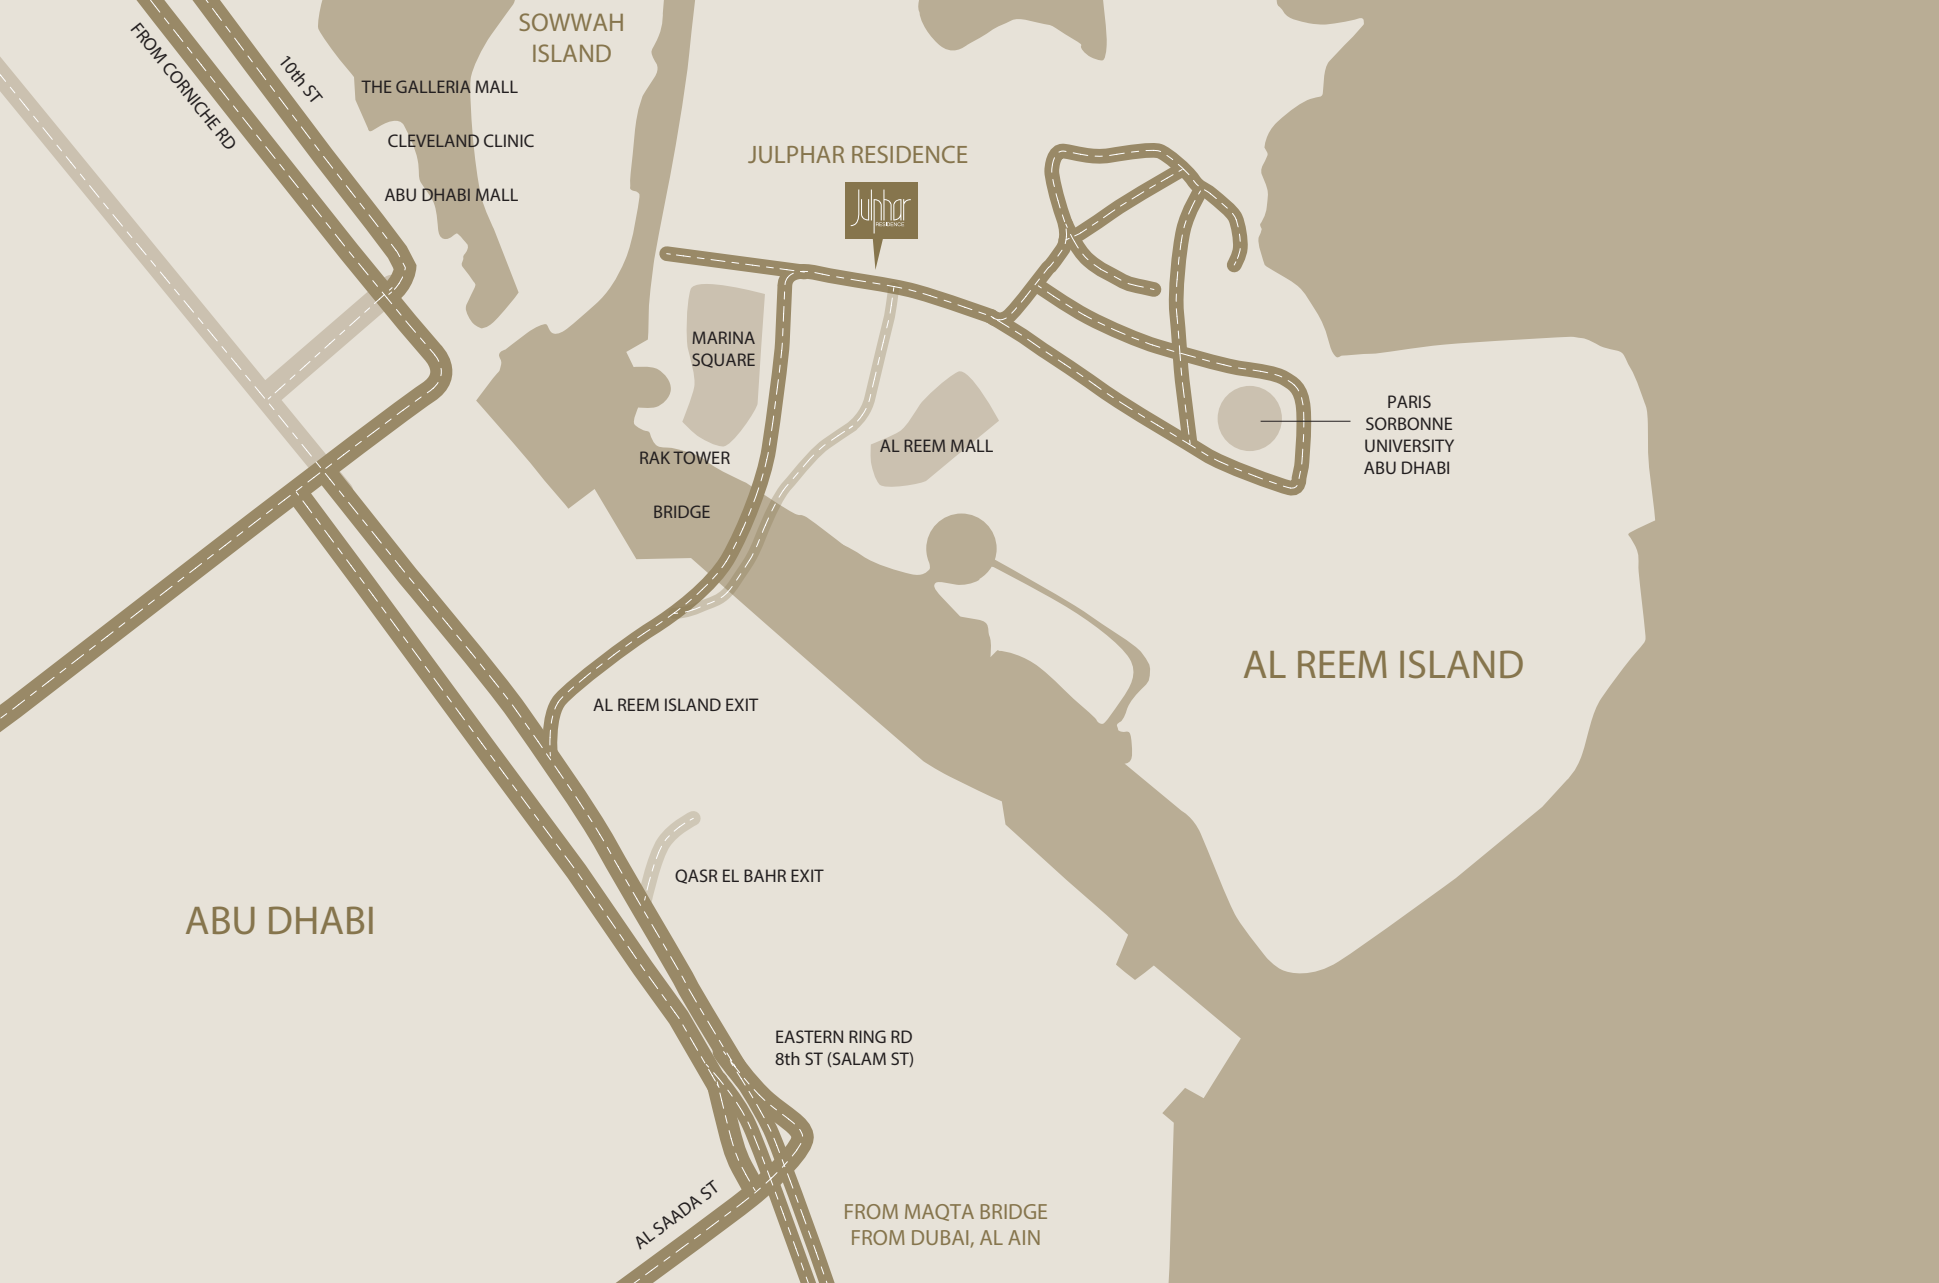 SOWWAH
ISLAND
FROM CORNICHE RD
10th ST
THE GALLERIA MALL
CLEVELAND CLINIC
ABU DHABI MALL
JULPHAR RESIDENCE
Julphar
RESIDENCE
MARINA
SQUARE
AL REEM MALL
PARIS
SORBONNE
UNIVERSITY
ABU DHABI
RAK TOWER
BRIDGE
AL REEM ISLAND
AL REEM ISLAND EXIT
QASR EL BAHR EXIT
ABU DHABI
EASTERN RING RD
8th ST (SALAM ST)
AL SAADA ST
FROM MAQTA BRIDGE
FROM DUBAI, AL AIN